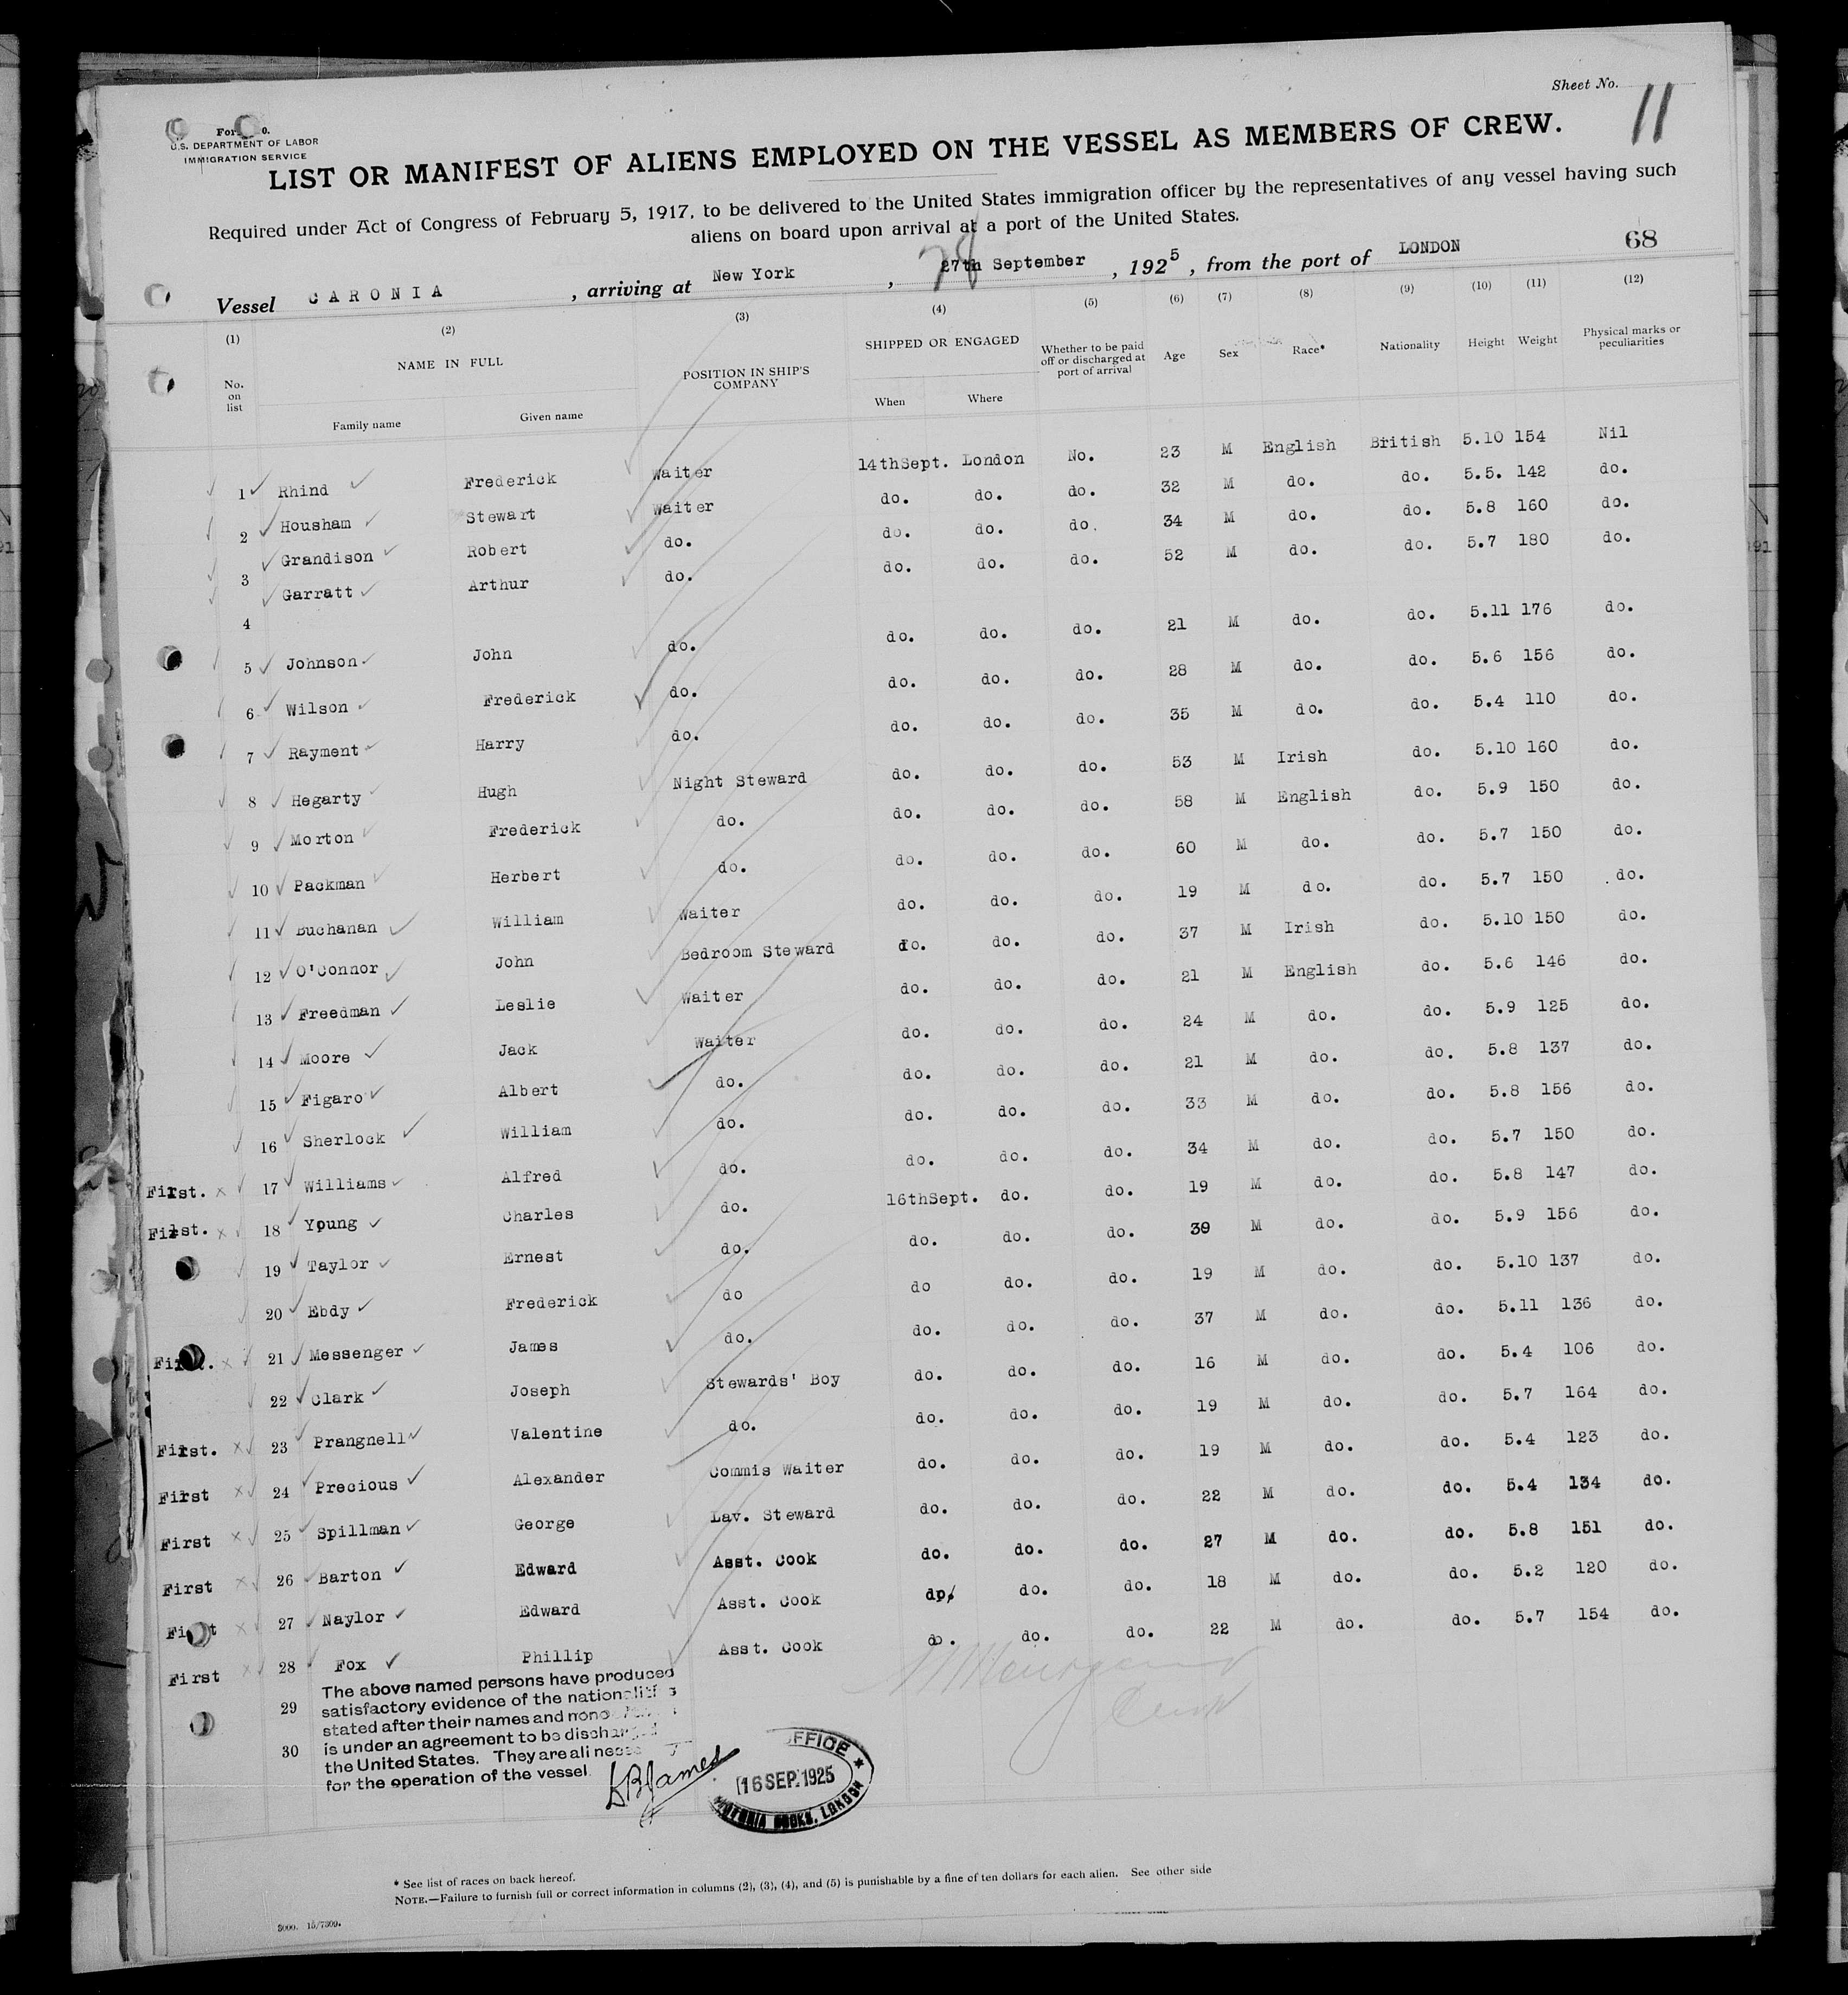 Sheet No. 11
U.S. DEPARTMENT OF LABOR
IMMIGRATION SERVICE
LIST OR MANIFEST OF ALIENS EMPLOYED ON THE VESSEL AS MEMBERS OF CREW.
Required under Act of Congress of February 5, 1917, to be delivered to the United States immigration officer by the representatives of any vessel having such
aliens on board upon arrival at a port of the United States.
68
Vessel CARONIA, arriving at New York, 27th September, 1925, from the port of LONDON
(1) (2) (3) (4) (5) (6) (7) (8) (9) (10) (11) (12)
No. on list NAME IN FULL POSITION IN SHIP'S COMPANY SHIPPED OR ENGAGED Whether to be paid off or discharged at port of arrival Age Sex Race* Nationality Height Weight Physical marks or peculiarities
Family name Given name When Where
1 Rhind Frederick Waiter 14thSept. London No. 23 M English British 5.10 154 Nil
2 Housham Stewart Waiter do. do. do. 32 M do. do. 5.5. 142 do.
3 Grandison Robert do. do. do. do. 34 M do. do. 5.8 160 do.
4 Garratt Arthur do. do. do. do. 52 M do. do. 5.7 180 do.
5 Johnson John do. do. do. do. 21 M do. do. 5.11 176 do.
6 Wilson Frederick do. do. do. do. 28 M do. do. 5.6 156 do.
7 Rayment Harry do. do. do. do. 35 M do. do. 5.4 110 do.
8 Hegarty Hugh Night Steward do. do. do. 53 M Irish do. 5.10 160 do.
9 Morton Frederick do. do. do. do. 58 M English do. 5.9 150 do.
10 Packman Herbert do. do. do. do. 60 M do. do. 5.7 150 do.
11 Buchanan William Waiter do. do. do. 19 M do. do. 5.7 150 do.
12 O'Connor John Bedroom Steward do. do. do. 37 M Irish do. 5.10 150 do.
13 Freedman Leslie Waiter do. do. do. 21 M English do. 5.6 146 do.
14 Moore Jack Waiter do. do. do. 24 M do. do. 5.9 125 do.
15 Figaro Albert do. do. do. do. 21 M do. do. 5.8 137 do.
16 Sherlock William do. do. do. do. 33 M do. do. 5.8 156 do.
First. 17 Williams Alfred do. do. do. do. 34 M do. do. 5.7 150 do.
First. 18 Young Charles do. 16thSept. do. do. 19 M do. do. 5.8 147 do.
19 Taylor Ernest do. do. do. do. 39 M do. do. 5.9 156 do.
20 Ebdy Frederick do do do. do. 19 M do. do. 5.10 137 do.
21 Messenger James do. do. do. do. 37 M do. do. 5.11 136 do.
22 Clark Joseph Stewards' Boy do. do. do. 16 M do. do. 5.4 106 do.
First. 23 Prangnell Valentine do. do. do. do. 19 M do. do. 5.7 164 do.
First 24 Precious Alexander Commis Waiter do. do. do. 19 M do. do. 5.4 123 do.
First 25 Spillman George Lav. Steward do. do. do. 22 M do. do. 5.4 134 do.
First 26 Barton Edward Asst. Cook do. do. do. 27 M do. do. 5.8 151 do.
27 Naylor Edward Asst. Cook do. do. do. 18 M do. do. 5.2 120 do.
First 28 Fox Phillip Asst. Cook do. do. do. 22 M do. do. 5.7 154 do.
29
30
The above named persons have produced
satisfactory evidence of the nationalities
stated after their names and none
is under an agreement to be discharged
the United States. They are all
for the operation of the vessel.
James
OFFICE
16 SEP. 1925
VICTORIA DOCKS, LONDON
* See list of races on back hereof.
NOTE.—Failure to furnish full or correct information in columns (2), (3), (4), and (5) is punishable by a fine of ten dollars for each alien. See other side